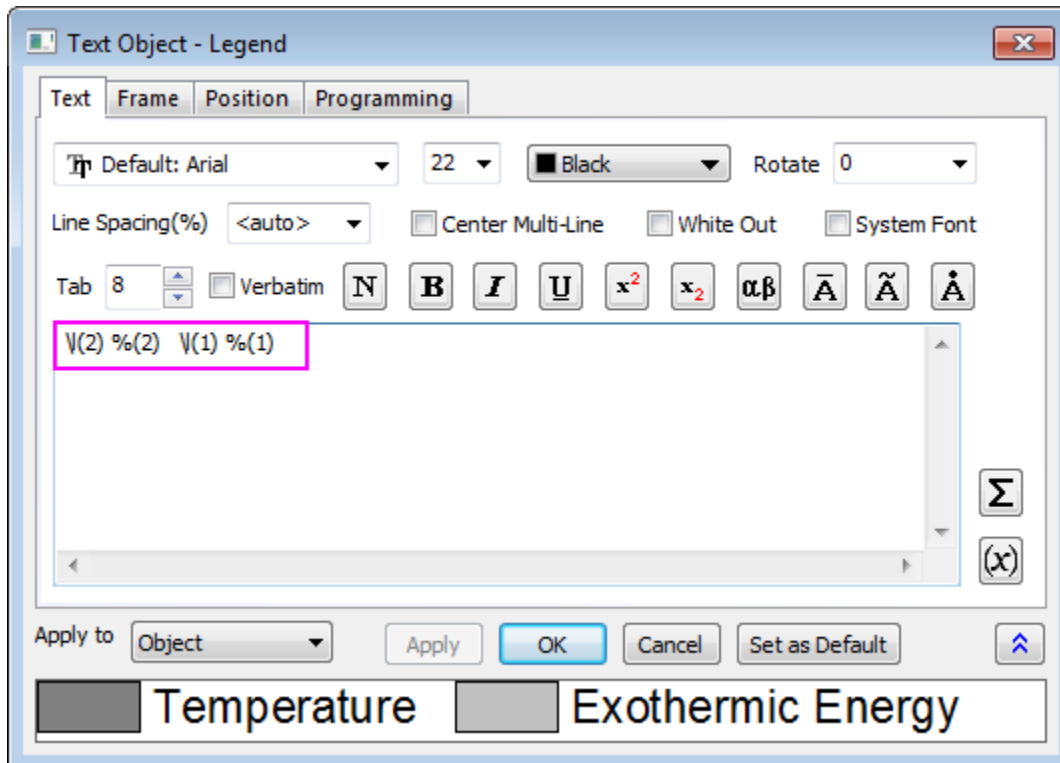 Text Object - Legend
Text Frame Position Programming
Default: Arial 22 Black Rotate 0
Line Spacing(%) <auto> Center Multi-Line White Out System Font
Tab 8 Verbatim N B I U x² x₂ αβ Ā Ã Å
\l(2) %(2) \l(1) %(1)
Σ
(x)
Apply to Object Apply OK Cancel Set as Default
Temperature Exothermic Energy